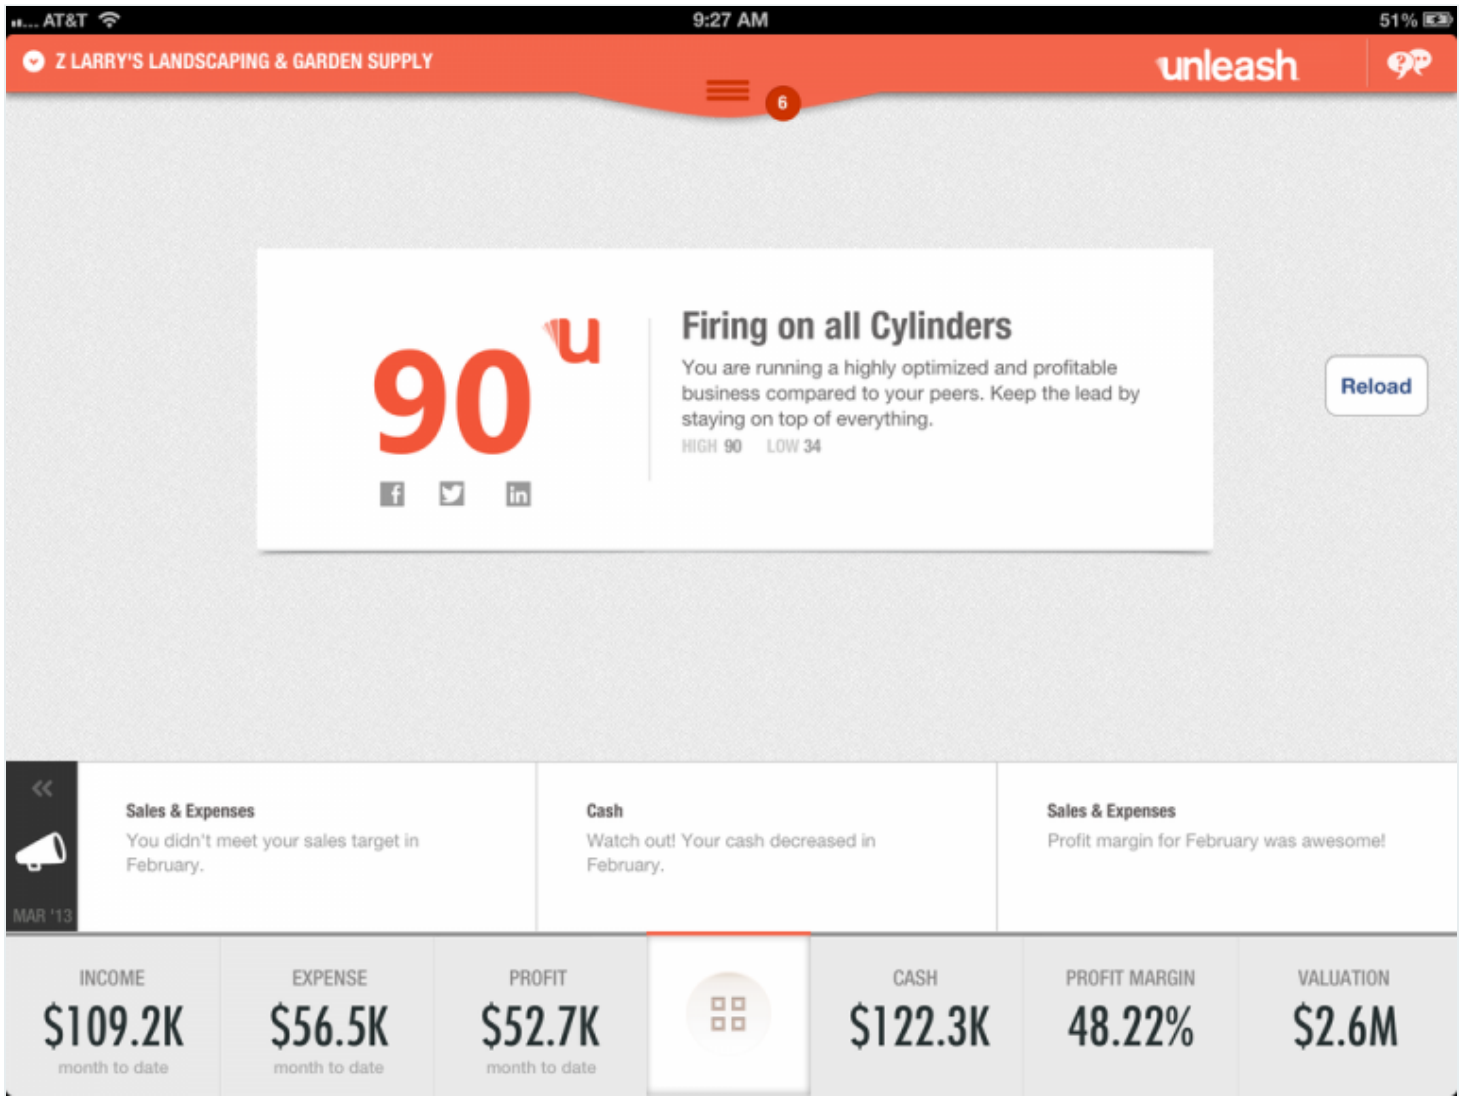 AT&T
9:27 AM
51%
Z LARRY'S LANDSCAPING & GARDEN SUPPLY
unleash
6
90
u
Firing on all Cylinders
You are running a highly optimized and profitable
business compared to your peers. Keep the lead by
staying on top of everything.
HIGH 90 LOW 34
Reload
MAR '13
Sales & Expenses
You didn't meet your sales target in
February.
Cash
Watch out! Your cash decreased in
February.
Sales & Expenses
Profit margin for February was awesome!
INCOME
$109.2K
month to date
EXPENSE
$56.5K
month to date
PROFIT
$52.7K
month to date
CASH
$122.3K
PROFIT MARGIN
48.22%
VALUATION
$2.6M